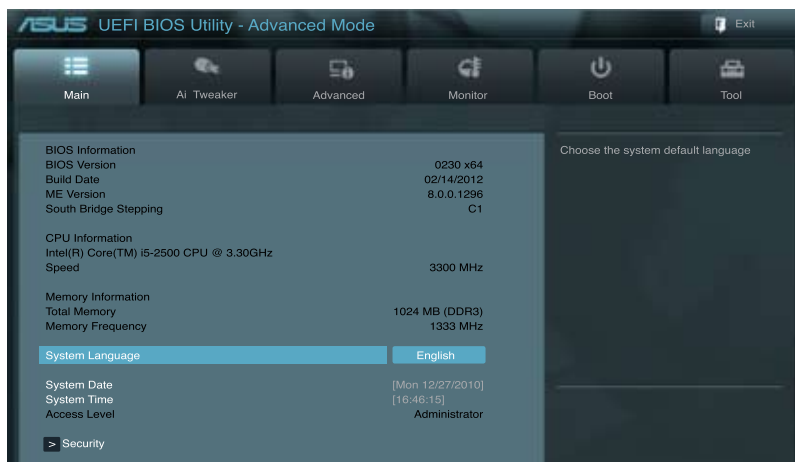 ASUS UEFI BIOS Utility - Advanced Mode
Exit
Main
Ai Tweaker
Advanced
Monitor
Boot
Tool
BIOS Information
BIOS Version 0230 x64
Build Date 02/14/2012
ME Version 8.0.0.1296
South Bridge Stepping C1
CPU Information
Intel(R) Core(TM) i5-2500 CPU @ 3.30GHz
Speed 3300 MHz
Memory Information
Total Memory 1024 MB (DDR3)
Memory Frequency 1333 MHz
System Language English
System Date [Mon 12/27/2010]
System Time [16:46:15]
Access Level Administrator
> Security
Choose the system default language